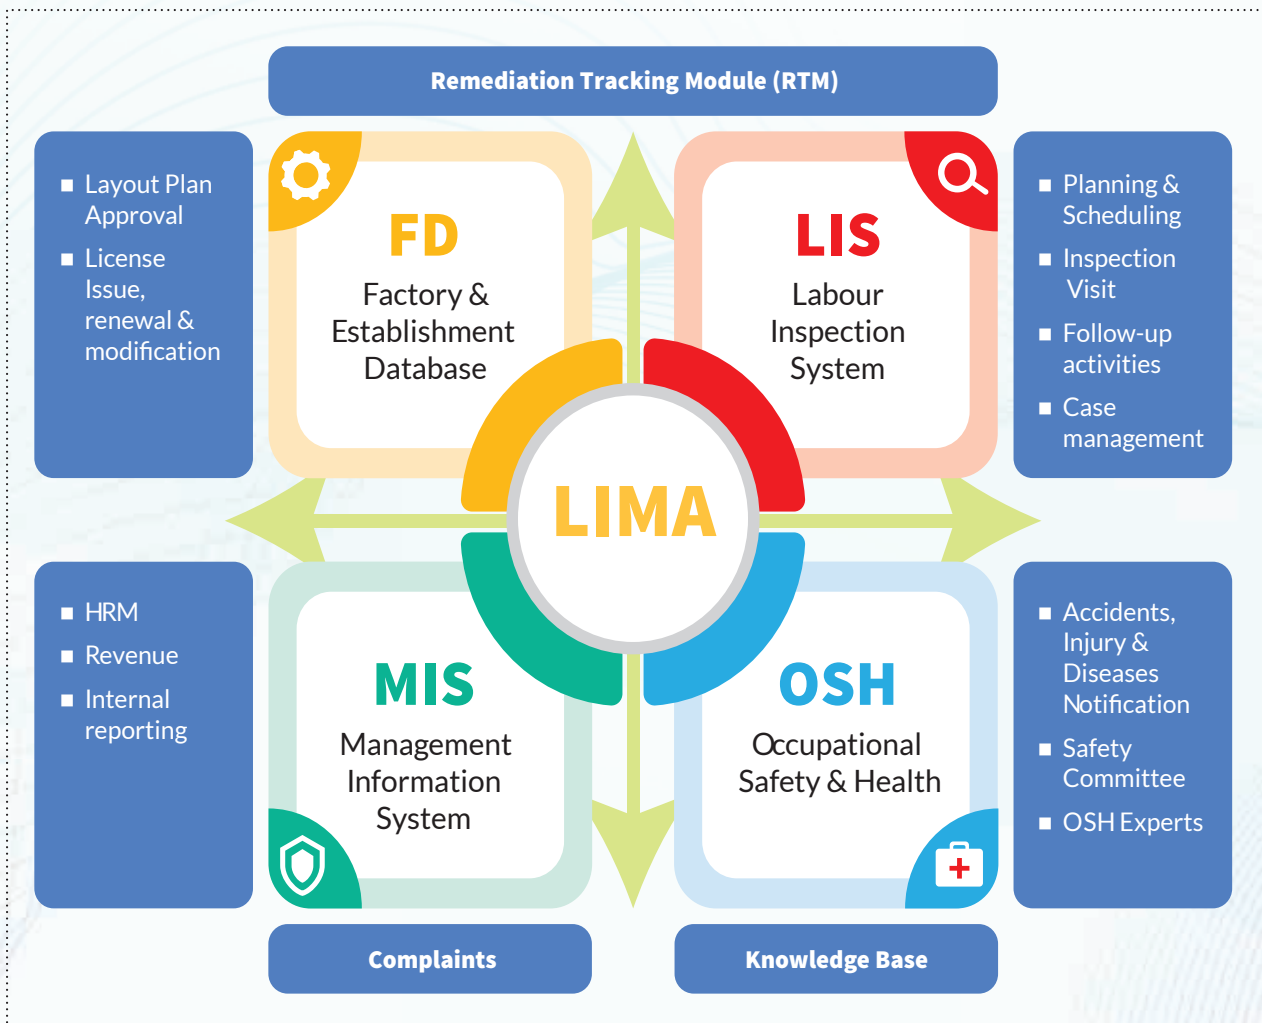 Remediation Tracking Module (RTM)
Layout Plan
Approval
License
Issue,
renewal &
modification
FD
Factory &
Establishment
Database
LIS
Labour
Inspection
System
Planning &
Scheduling
Inspection
Visit
Follow-up
activities
Case
management
LIMA
HRM
Revenue
Internal
reporting
MIS
Management
Information
System
OSH
Occupational
Safety & Health
Accidents,
Injury &
Diseases
Notification
Safety
Committee
OSH Experts
Complaints
Knowledge Base